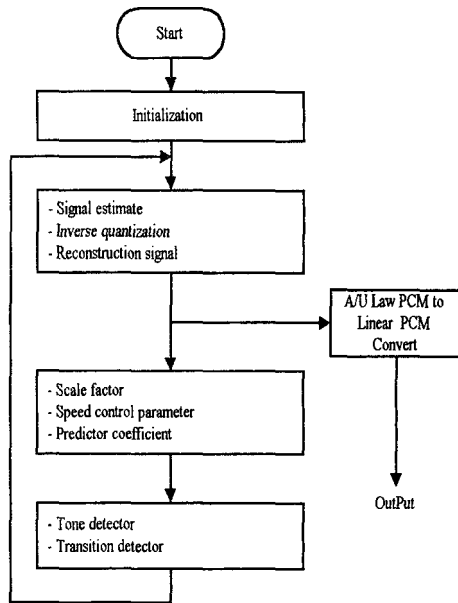 Start
Initialization
- Signal estimate
- Inverse quantization
- Reconstruction signal
A/U Law PCM to
Linear PCM
Convert
- Scale factor
- Speed control parameter
- Predictor coefficient
OutPut
- Tone detector
- Transition detector